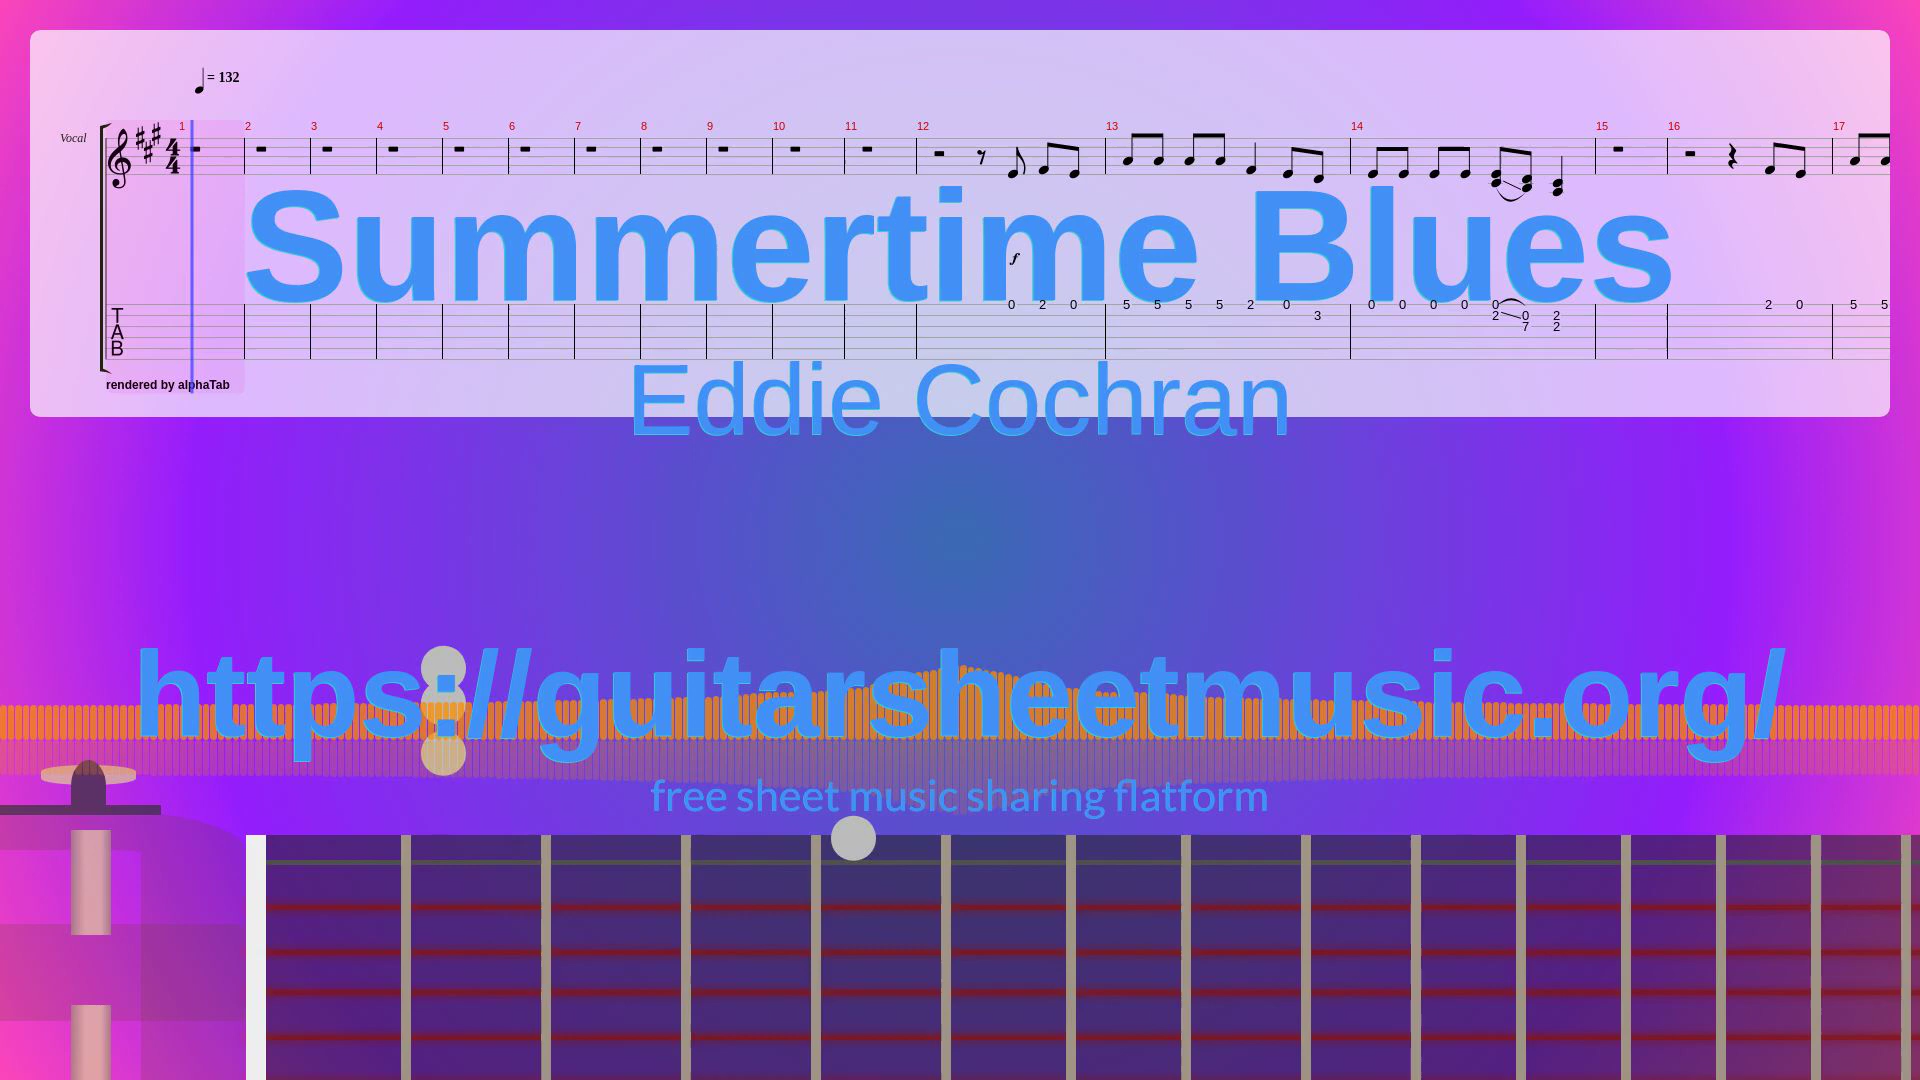 = 132
Vocal
1 2 3 4 5 6 7 8 9 10 11 12 13 14 15 16 17
4
4
Summertime Blues
f
0 2 0 5 5 5 5 2 0 0 0 0 0 0 2 0 5 5
T 3 2 0 2
A 7 2
B
rendered by alphaTab
Eddie Cochran
https://guitarsheetmusic.org/
free sheet music sharing flatform